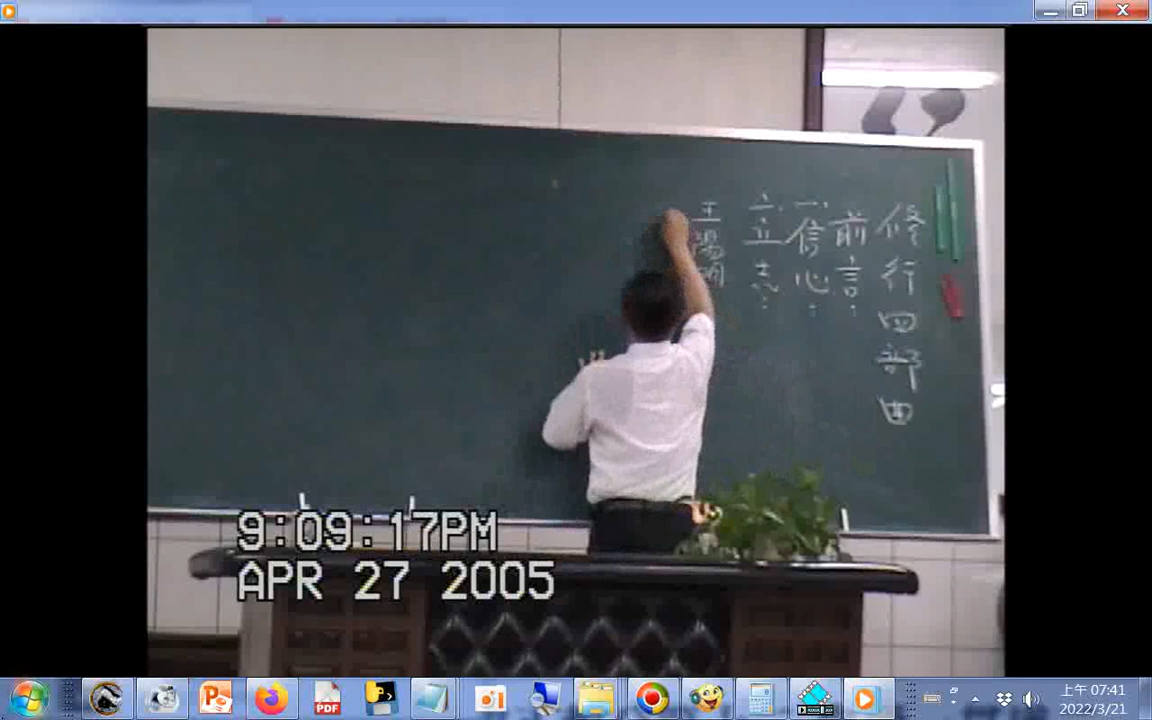 修行四部曲
前言：
一、信心：
二、立志：
王陽明
9:09:17PM
APR 27 2005
PDF
上午 07:41
2022/3/21